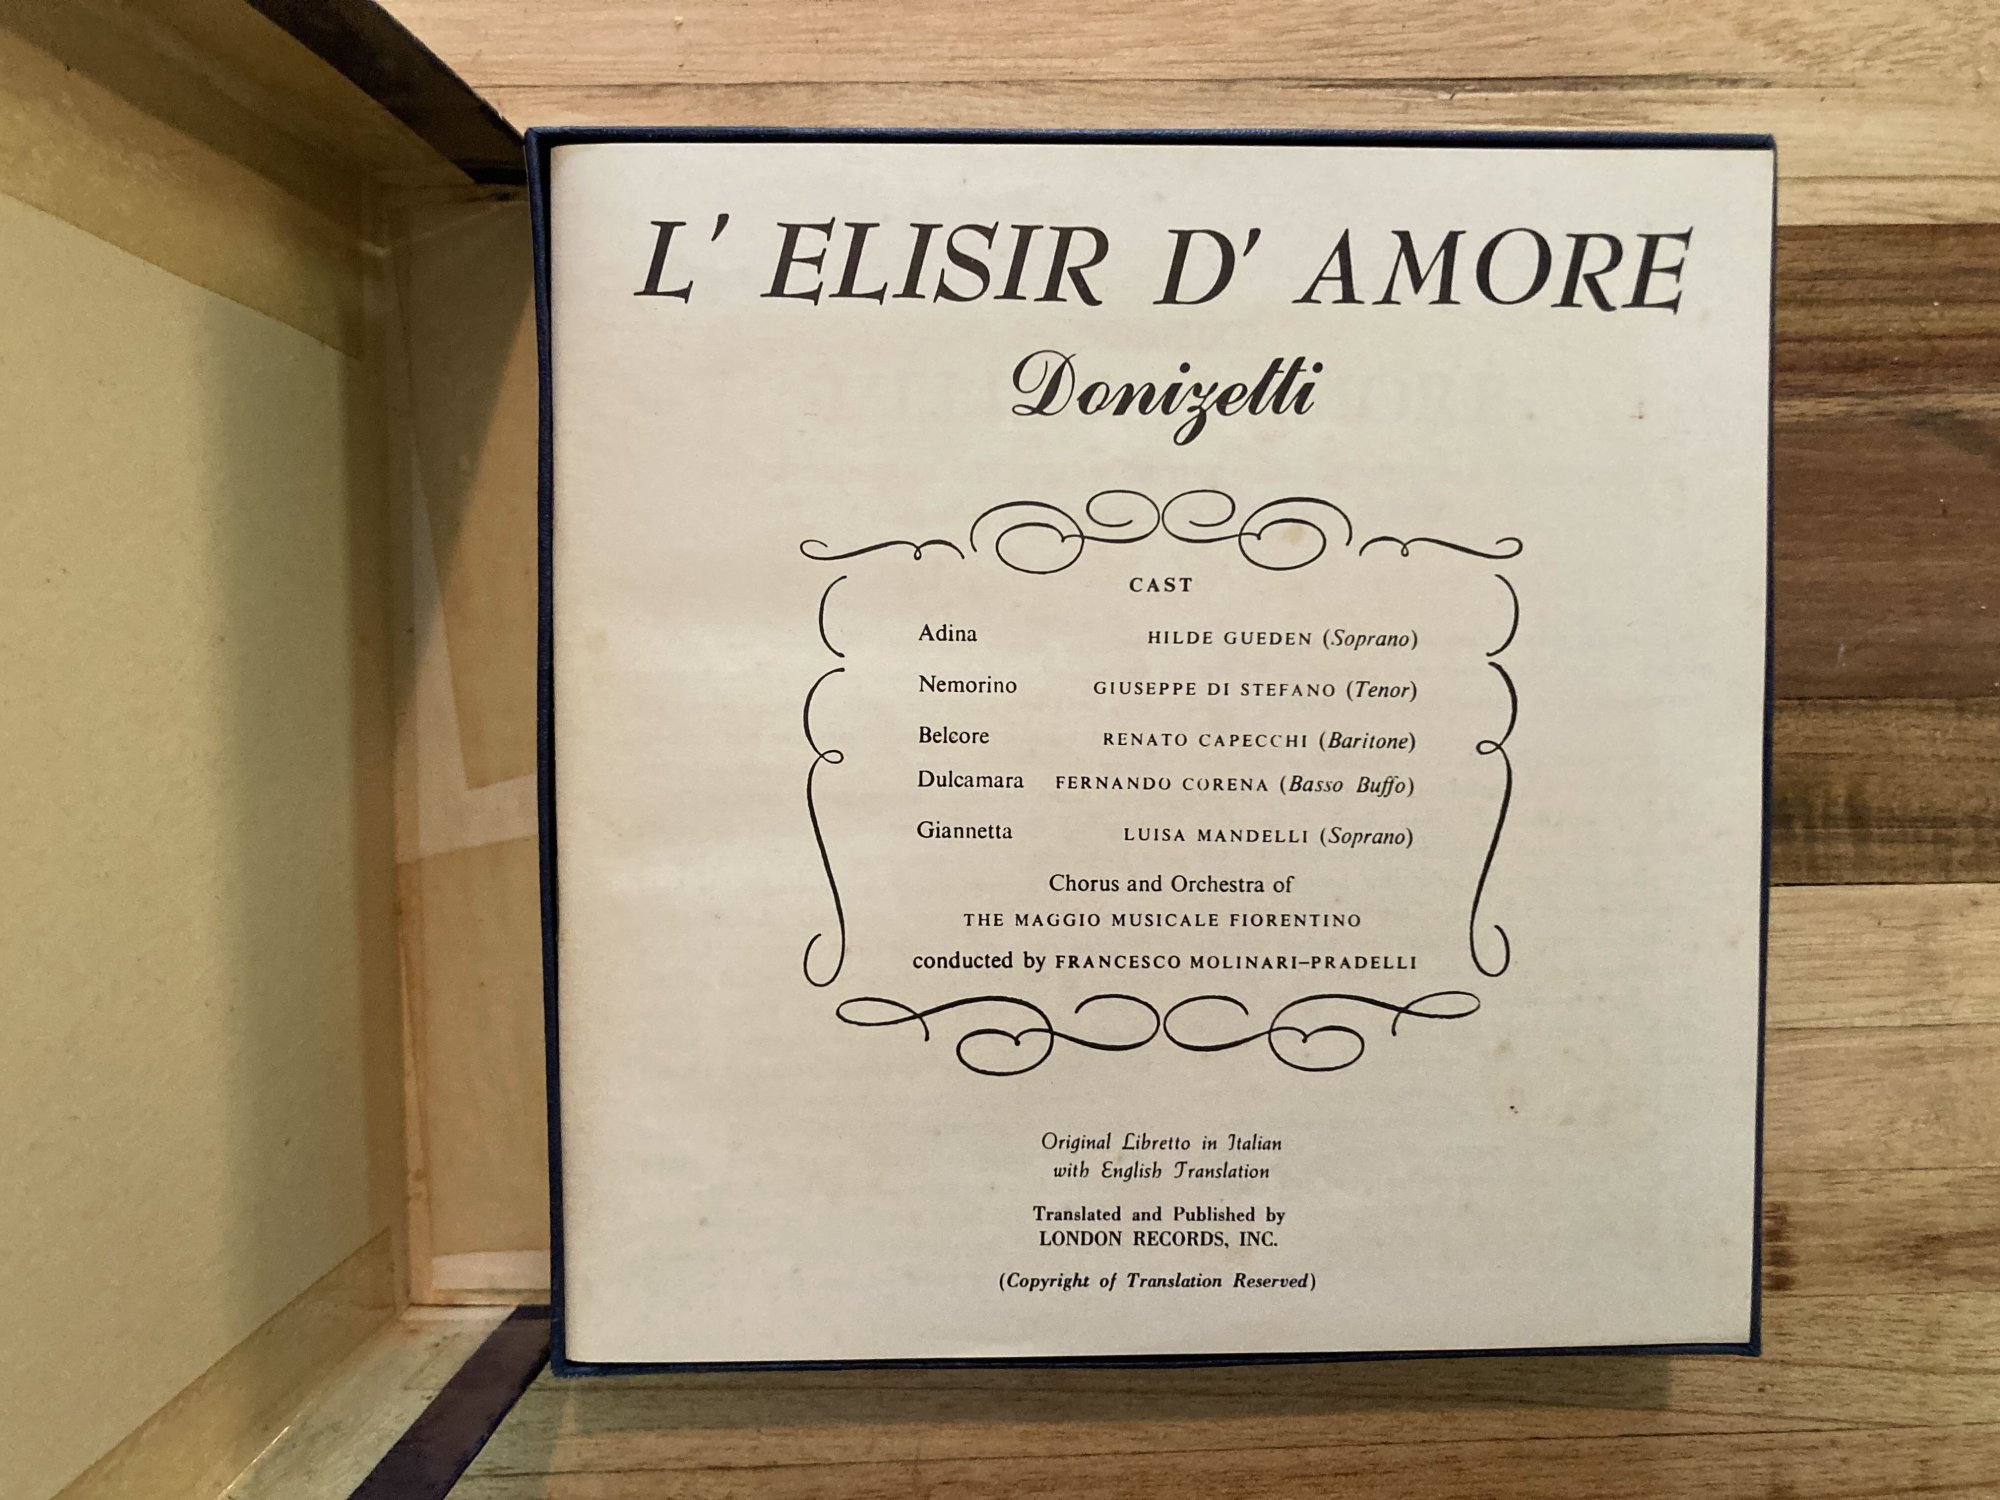 L' ELISIR D' AMORE
Donizetti
CAST
Adina HILDE GUEDEN (Soprano)
Nemorino GIUSEPPE DI STEFANO (Tenor)
Belcore RENATO CAPECCHI (Baritone)
Dulcamara FERNANDO CORENA (Basso Buffo)
Giannetta LUISA MANDELLI (Soprano)
Chorus and Orchestra of
THE MAGGIO MUSICALE FIORENTINO
conducted by FRANCESCO MOLINARI–PRADELLI
Original Libretto in Italian
with English Translation
Translated and Published by
LONDON RECORDS, INC.
(Copyright of Translation Reserved)